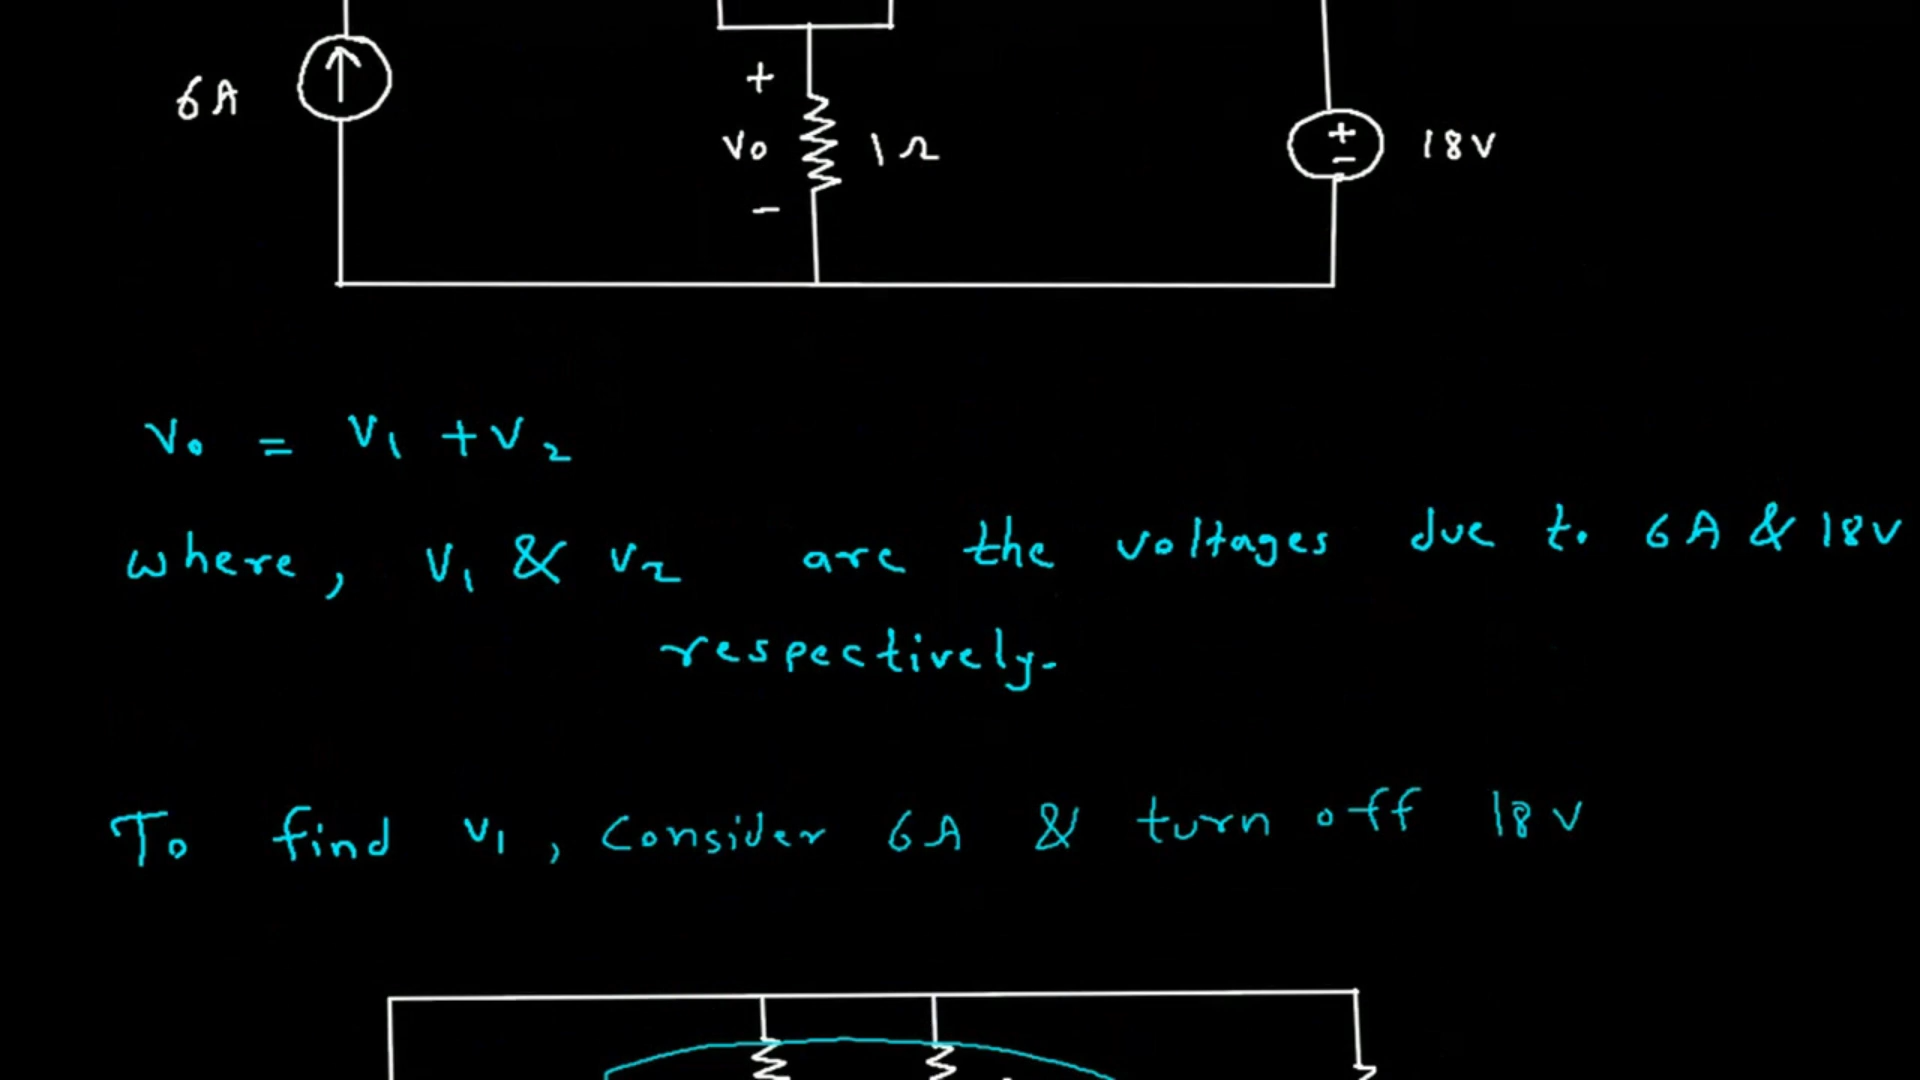 6A
+
Vo 1Ω
-
+
-
18V
Vo = V1 + V2
where, V1 & V2 are the voltages due to 6A & 18V
respectively.
To find V1, Consider 6A & turn off 18V